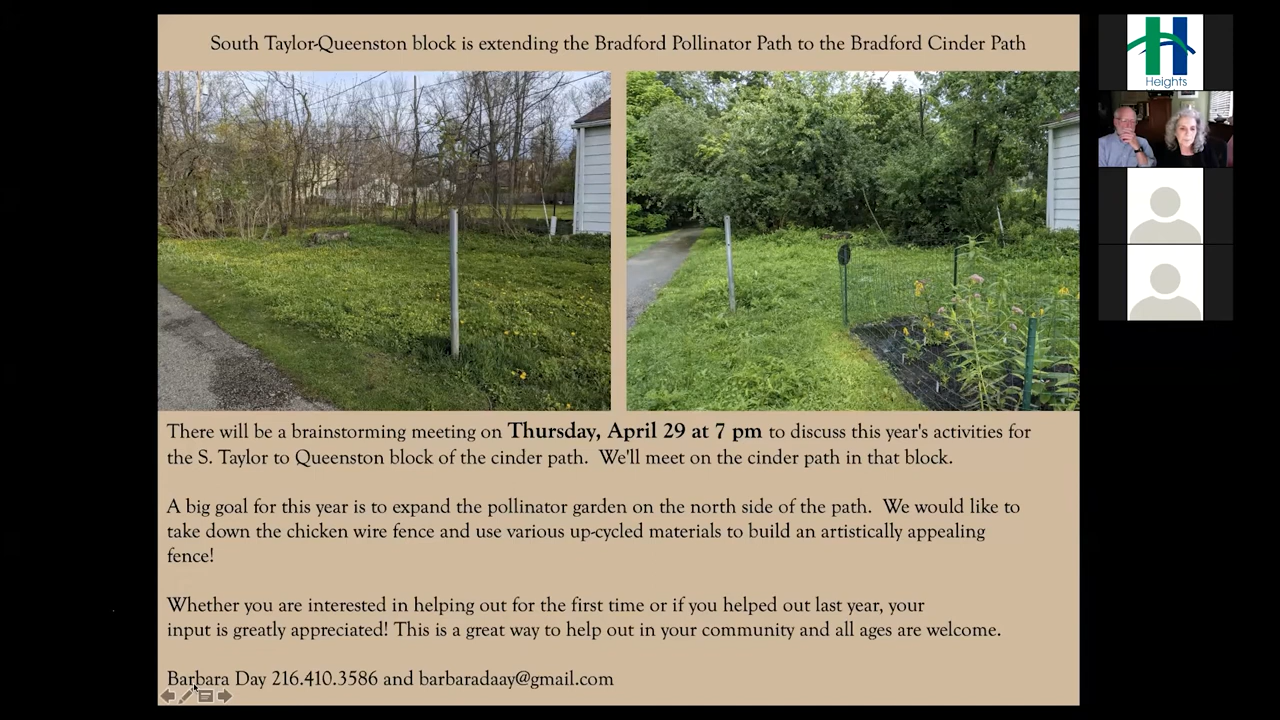 South Taylor-Queenston block is extending the Bradford Pollinator Path to the Bradford Cinder Path
Heights
There will be a brainstorming meeting on Thursday, April 29 at 7 pm to discuss this year's activities for
the S. Taylor to Queenston block of the cinder path. We'll meet on the cinder path in that block.
A big goal for this year is to expand the pollinator garden on the north side of the path. We would like to
take down the chicken wire fence and use various up-cycled materials to build an artistically appealing
fence!
Whether you are interested in helping out for the first time or if you helped out last year, your
input is greatly appreciated! This is a great way to help out in your community and all ages are welcome.
Barbara Day 216.410.3586 and barbaradaay@gmail.com